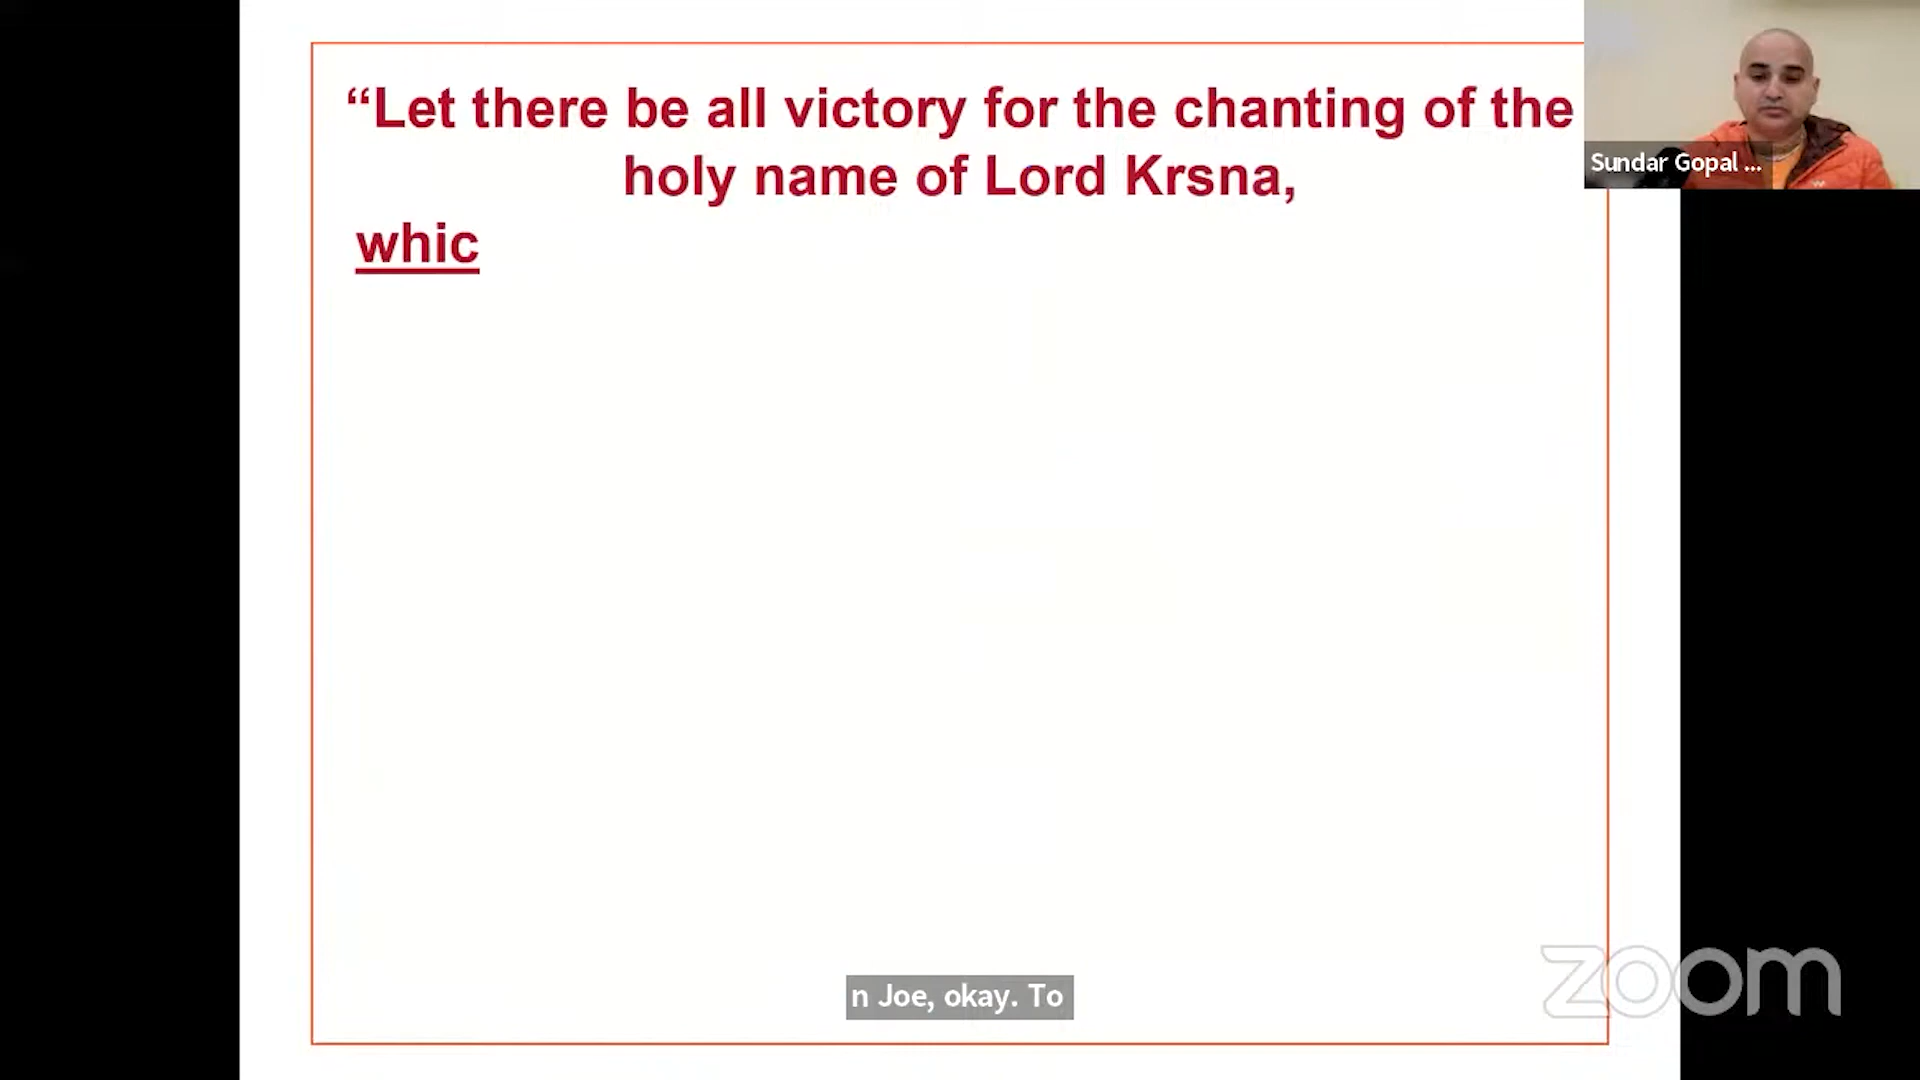 “Let there be all victory for the chanting of the
holy name of Lord Krsna,
whic
Sundar Gopal ...
n Joe, okay. To
zoom